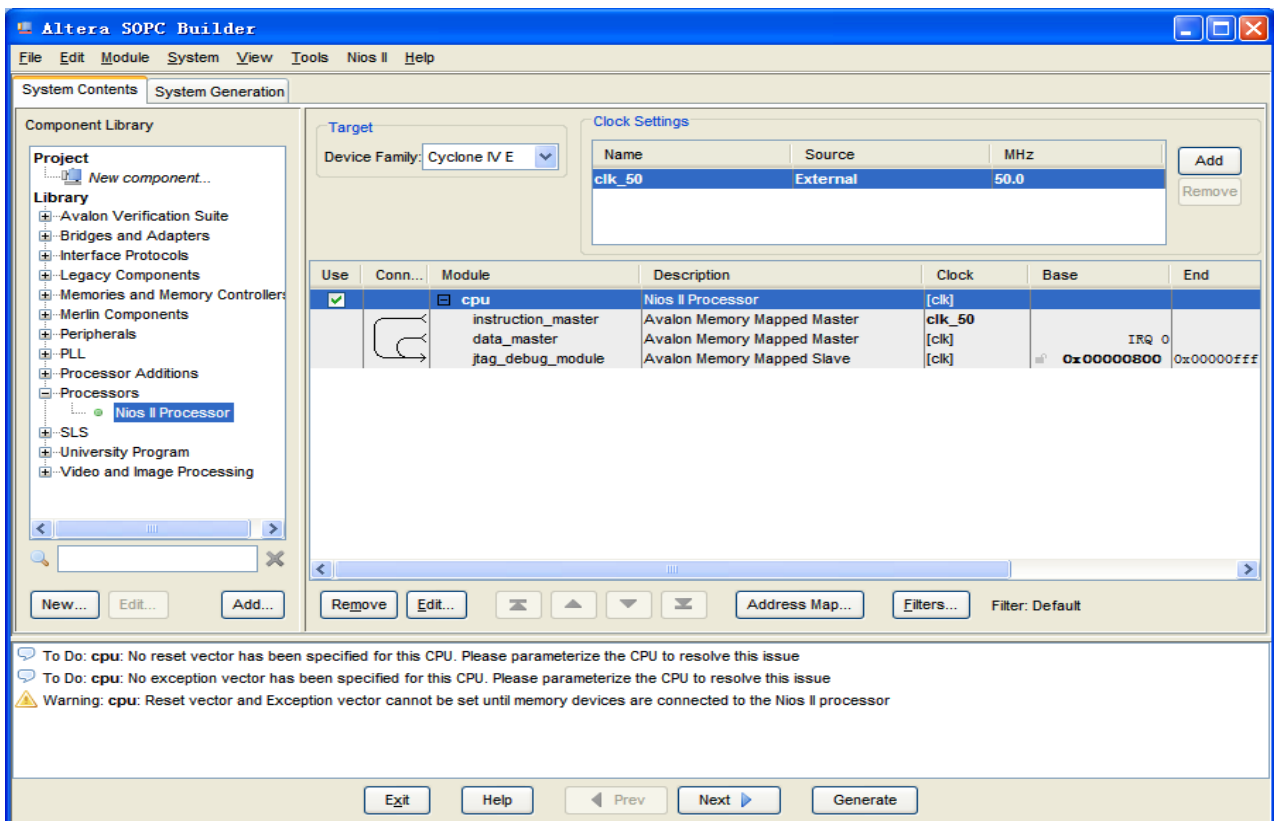 Altera SOPC Builder
File Edit Module System View Tools Nios II Help
System Contents System Generation
Component Library
Project
New component...
Library
Avalon Verification Suite
Bridges and Adapters
Interface Protocols
Legacy Components
Memories and Memory Controllers
Merlin Components
Peripherals
PLL
Processor Additions
Processors
Nios II Processor
SLS
University Program
Video and Image Processing
New... Edit... Add...
Target
Device Family: Cyclone IV E
Clock Settings
Name Source MHz
clk_50 External 50.0
Add
Remove
Use Conn... Module Description Clock Base End
cpu Nios II Processor [clk]
instruction_master Avalon Memory Mapped Master clk_50
data_master Avalon Memory Mapped Master [clk] IRQ 0
jtag_debug_module Avalon Memory Mapped Slave [clk] 0x00000800 0x00000fff
Remove Edit... Address Map... Filters... Filter: Default
To Do: cpu: No reset vector has been specified for this CPU. Please parameterize the CPU to resolve this issue
To Do: cpu: No exception vector has been specified for this CPU. Please parameterize the CPU to resolve this issue
Warning: cpu: Reset vector and Exception vector cannot be set until memory devices are connected to the Nios II processor
Exit Help Prev Next Generate